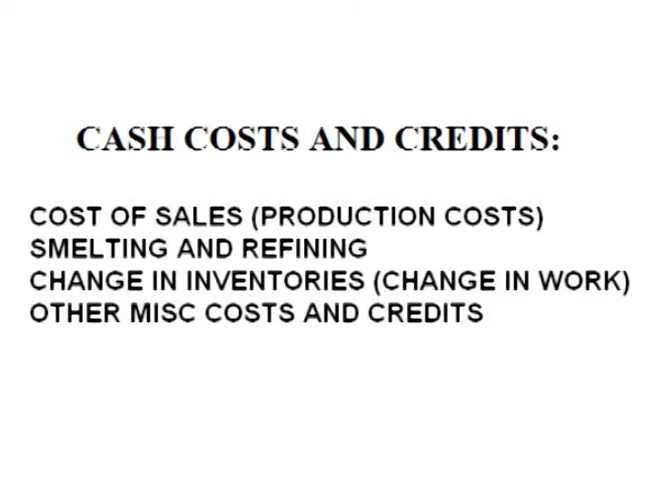 CASH COSTS AND CREDITS:
COST OF SALES (PRODUCTION COSTS)
SMELTING AND REFINING
CHANGE IN INVENTORIES (CHANGE IN WORK)
OTHER MISC COSTS AND CREDITS